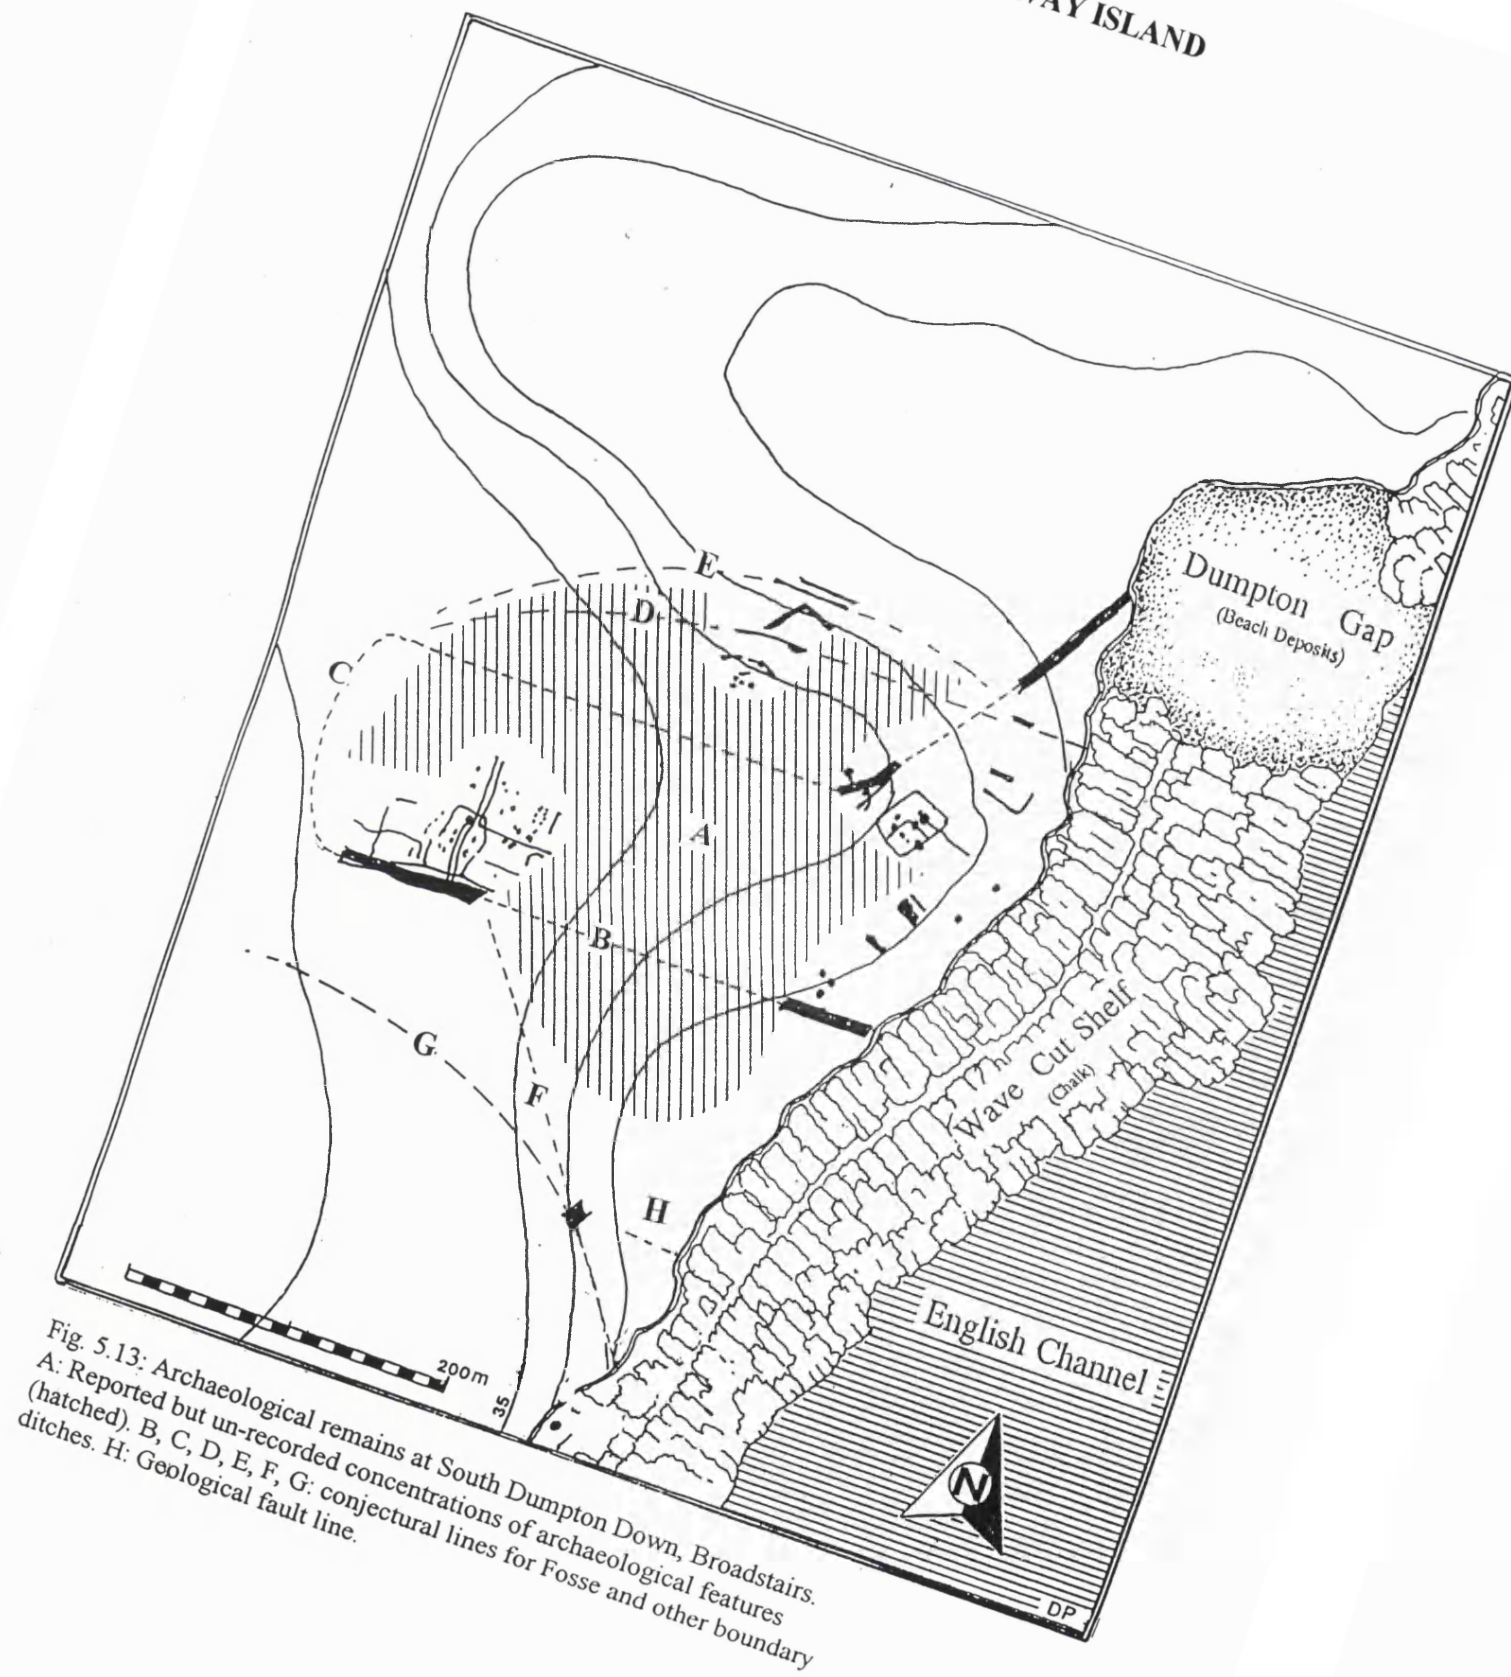 ISLAND
E
D
C
A
B
G
F
H
Dumpton Gap
(Beach Deposits)
Wave Cut Shelf
(Chalk)
English Channel
N
200m
35
DP
Fig. 5.13: Archaeological remains at South Dumpton Down, Broadstairs.
A: Reported but un-recorded concentrations of archaeological features
(hatched). B, C, D, E, F, G: conjectural lines for Fosse and other boundary
ditches. H: Geological fault line.